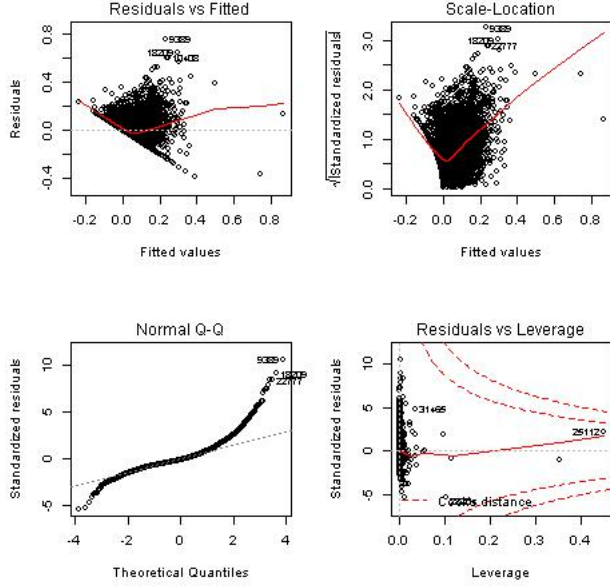 Residuals vs Fitted
Residuals
0.8
0.4
0.0
-0.4
9389
18209
-0.2 0.0 0.2 0.4 0.6 0.8
Fitted values
Scale-Location
√|Standardized residuals|
3.0
2.0
1.0
0.0
9389
18209
22777
-0.2 0.0 0.2 0.4 0.6 0.8
Fitted values
Normal Q-Q
Standardized residuals
10
5
0
-5
9389
18209
22777
-4 -2 0 2 4
Theoretical Quantiles
Residuals vs Leverage
Standardized residuals
10
5
0
-5
31465
25112
Cook's distance
0.0 0.1 0.2 0.3 0.4
Leverage